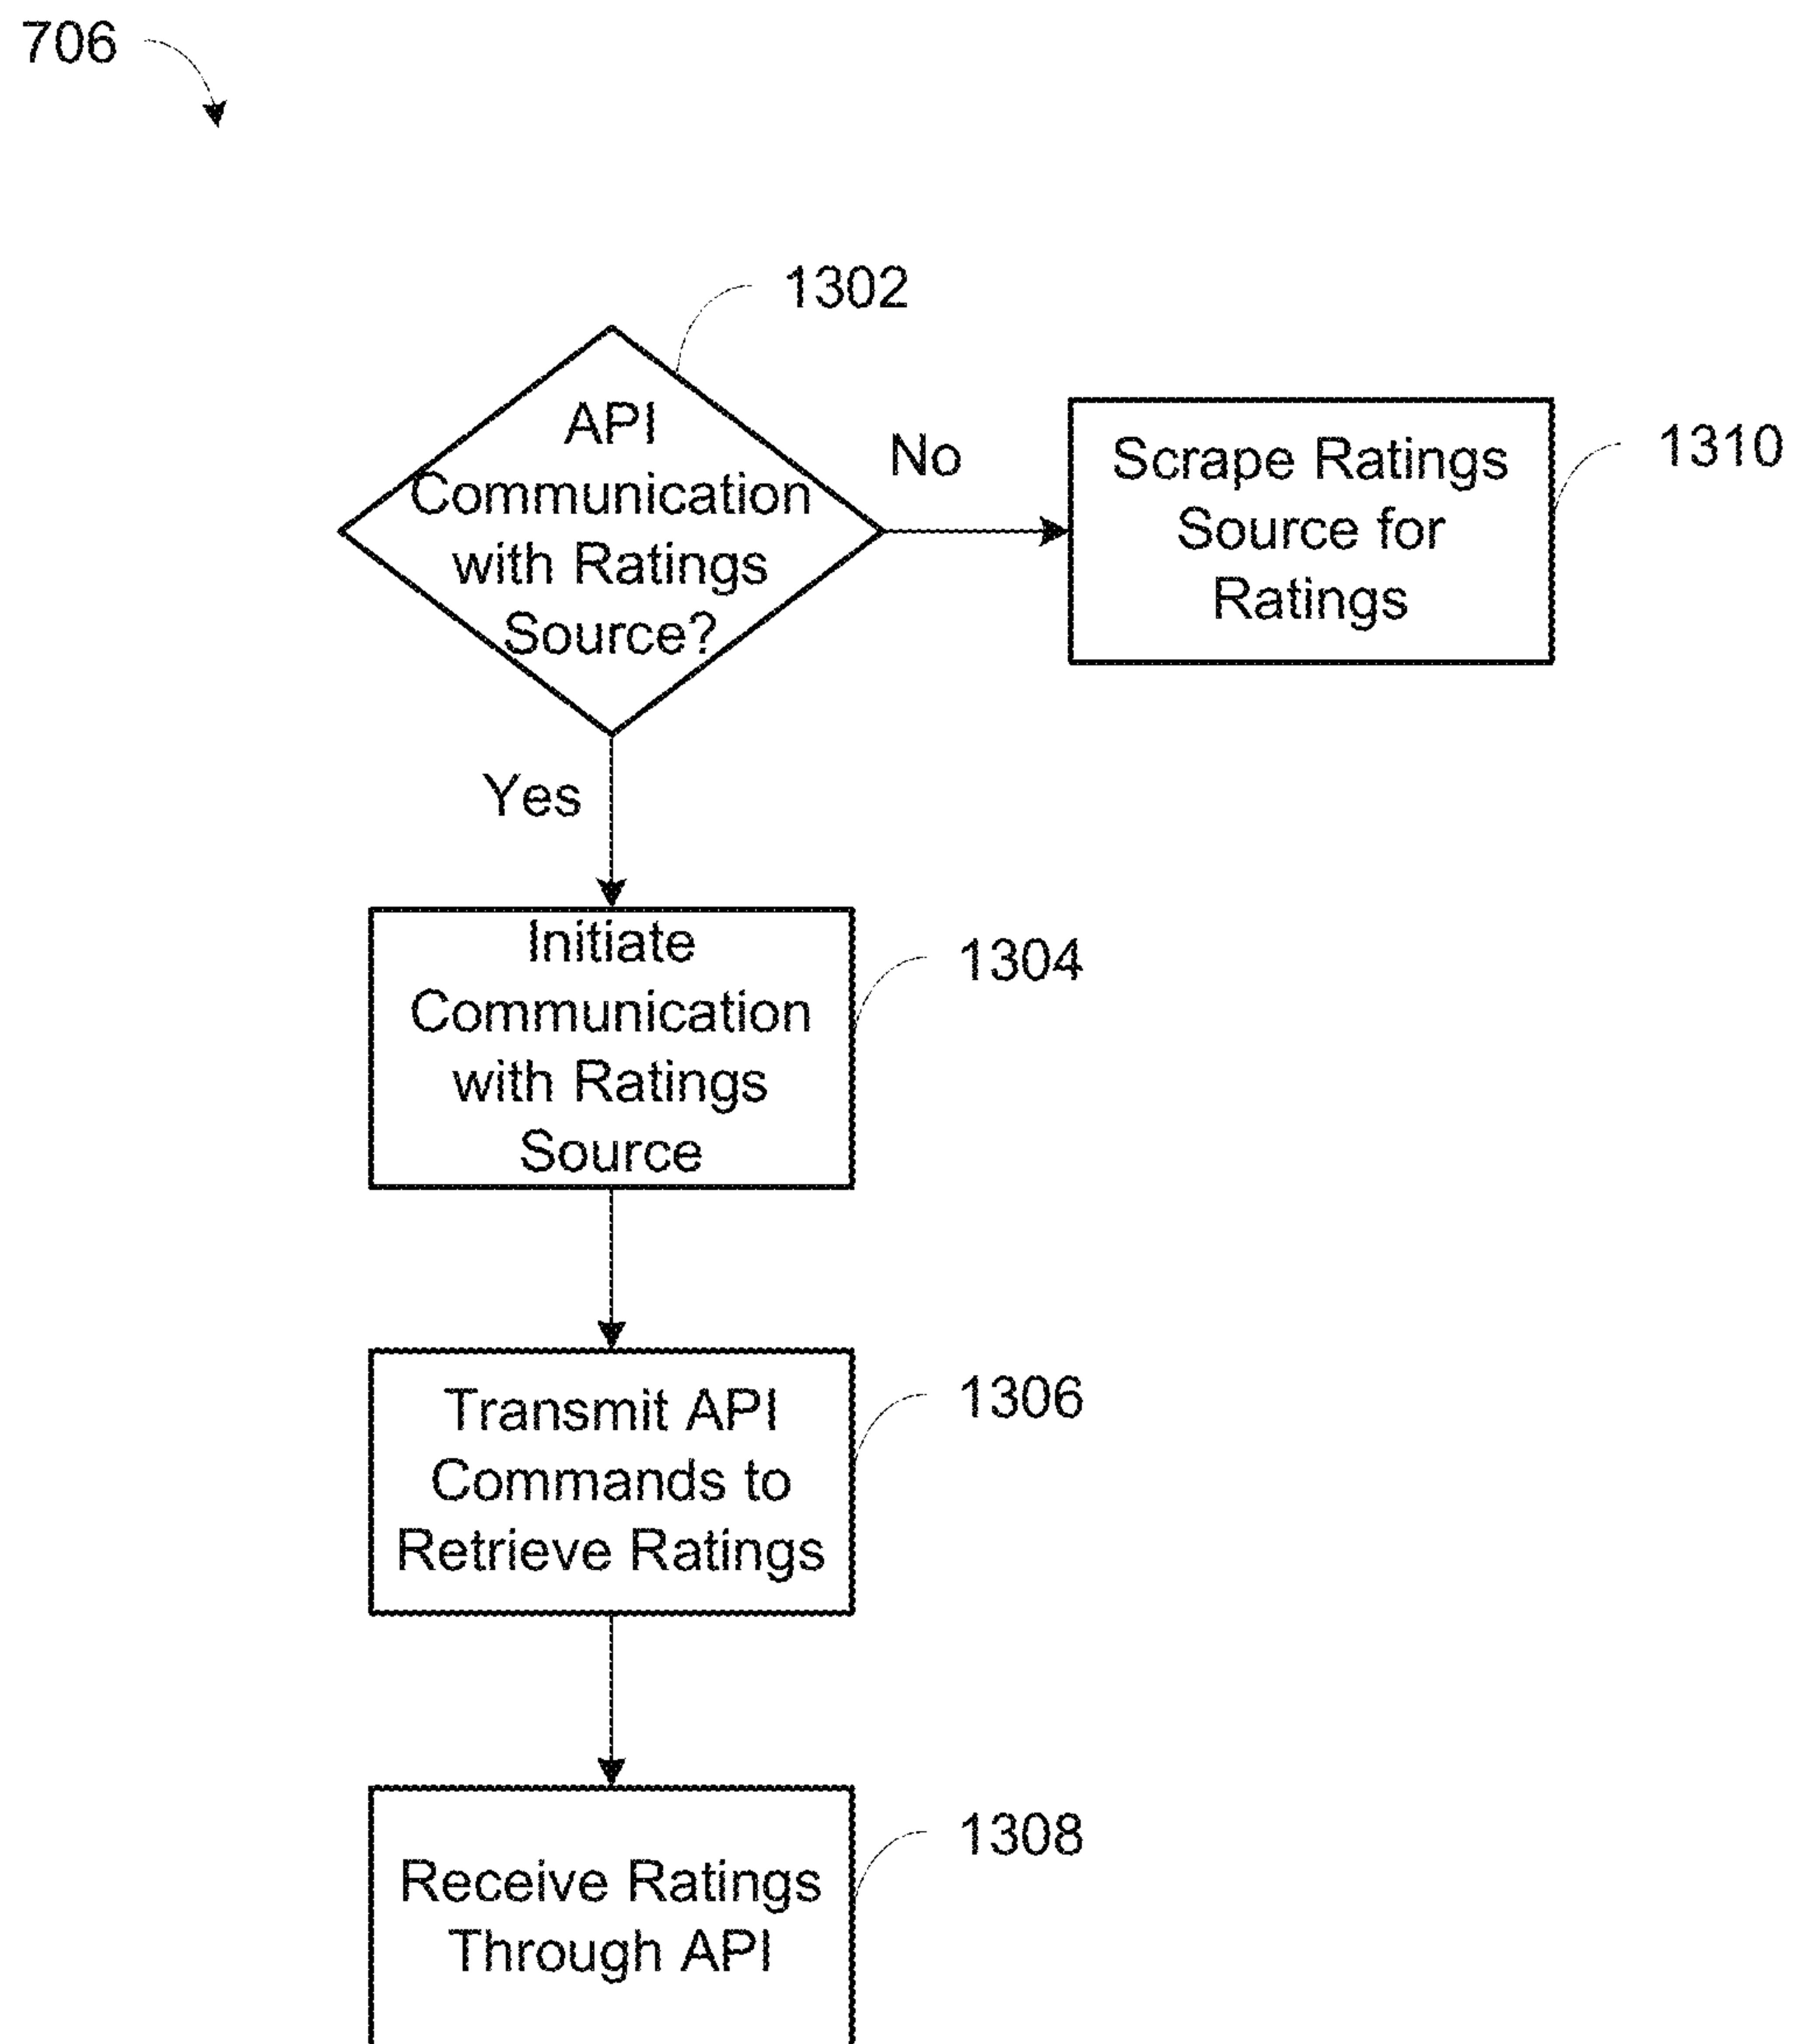 706
1302
API
Communication
with Ratings
Source?
No
Scrape Ratings
Source for
Ratings
1310
Yes
Initiate
Communication
with Ratings
Source
1304
Transmit API
Commands to
Retrieve Ratings
1306
Receive Ratings
Through API
1308